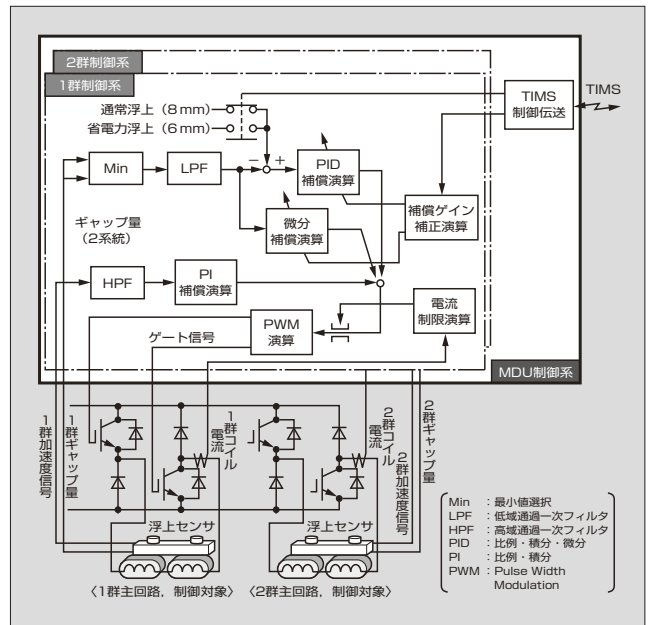 2群制御系
1群制御系
通常浮上（8mm）
省電力浮上（6mm）
TIMS
制御伝送
TIMS
Min
LPF
−
＋
PID
補償演算
微分
補償演算
補償ゲイン
補正演算
ギャップ量
（2系統）
HPF
PI
補償演算
PWM
演算
電流
制限演算
ゲート信号
MDU制御系
1群加速度信号
1群ギャップ量
1群コイル
電流
2群コイル
電流
2群加速度信号
2群ギャップ量
浮上センサ
浮上センサ
〈1群主回路，制御対象〉
〈2群主回路，制御対象〉
Min：最小値選択
LPF：低域通過一次フィルタ
HPF：高域通過一次フィルタ
PID：比例・積分・微分
PI：比例・積分
PWM：Pulse Width
Modulation